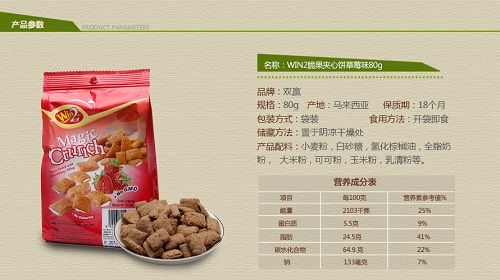 产品参数
PRODUCT PARAMETERS
名称：WIN2脆果夹心饼草莓味80g
品牌：双赢
规格：80g 产地：马来西亚 保质期：18个月
包装方式：袋装 食用方法：开袋即食
储藏方法：置于阴凉干燥处
产品配料：小麦粉，白砂糖，氢化棕榈油，全脂奶
粉， 大米粉，可可粉，玉米粉，乳清粉等。
营养成分表
项目 每100克 营养素参考值%
能量 2103千焦 25%
蛋白质 5.5克 9%
脂肪 24.5克 41%
碳水化合物 64.9克 22%
钠 133毫克 7%
Win2
Magic
Crunch
No GMO